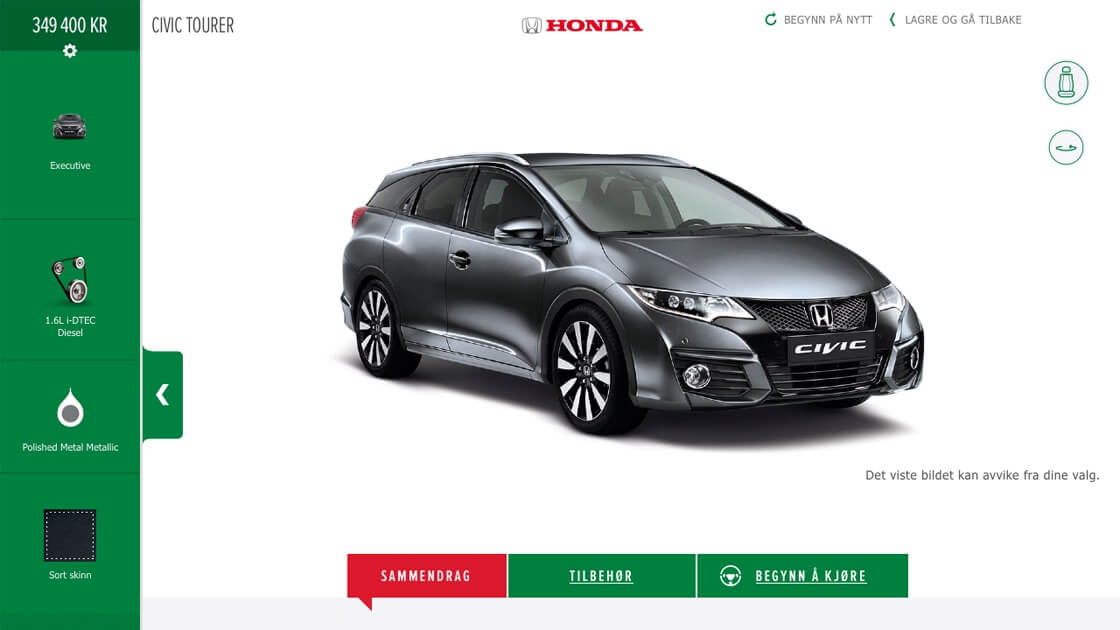 349 400 KR
CIVIC TOURER
HONDA
BEGYNN PÅ NYTT
LAGRE OG GÅ TILBAKE
Executive
1.6L i-DTEC
Diesel
Polished Metal Metallic
Sort skinn
CIVIC
Det viste bildet kan avvike fra dine valg.
SAMMENDRAG
TILBEHØR
BEGYNN Å KJØRE